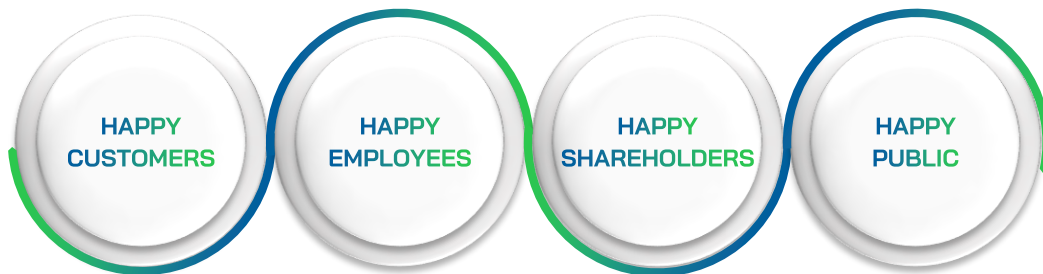 HAPPY
CUSTOMERS
HAPPY
EMPLOYEES
HAPPY
SHAREHOLDERS
HAPPY
PUBLIC